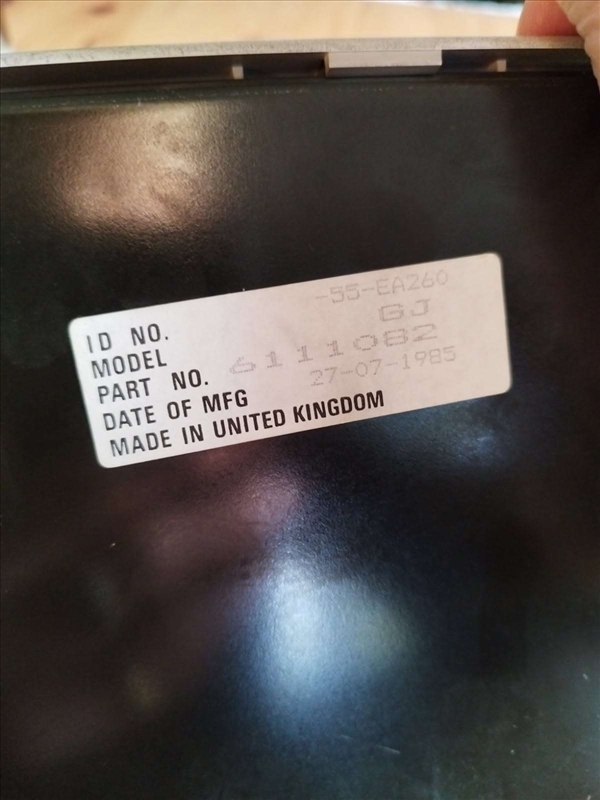 ID NO. -55-EA260
MODEL GJ
PART NO. 6111082
DATE OF MFG 27-07-1985
MADE IN UNITED KINGDOM